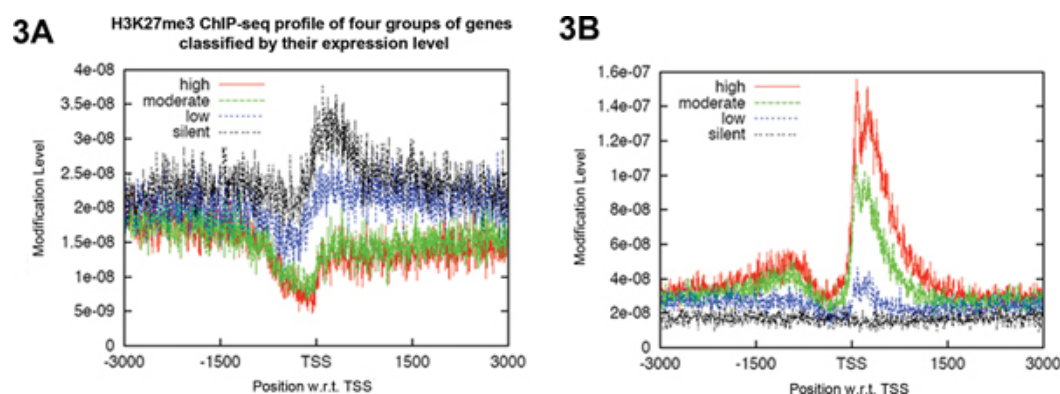 3A
H3K27me3 ChIP-seq profile of four groups of genes
classified by their expression level
4e-08
3.5e-08
3e-08
2.5e-08
2e-08
1.5e-08
1e-08
5e-09
0
Modification Level
high
moderate
low
silent
-3000
-1500
TSS
1500
3000
Position w.r.t. TSS
3B
1.6e-07
1.4e-07
1.2e-07
1e-07
8e-08
6e-08
4e-08
2e-08
0
Modification Level
high
moderate
low
silent
-3000
-1500
TSS
1500
3000
Position w.r.t. TSS